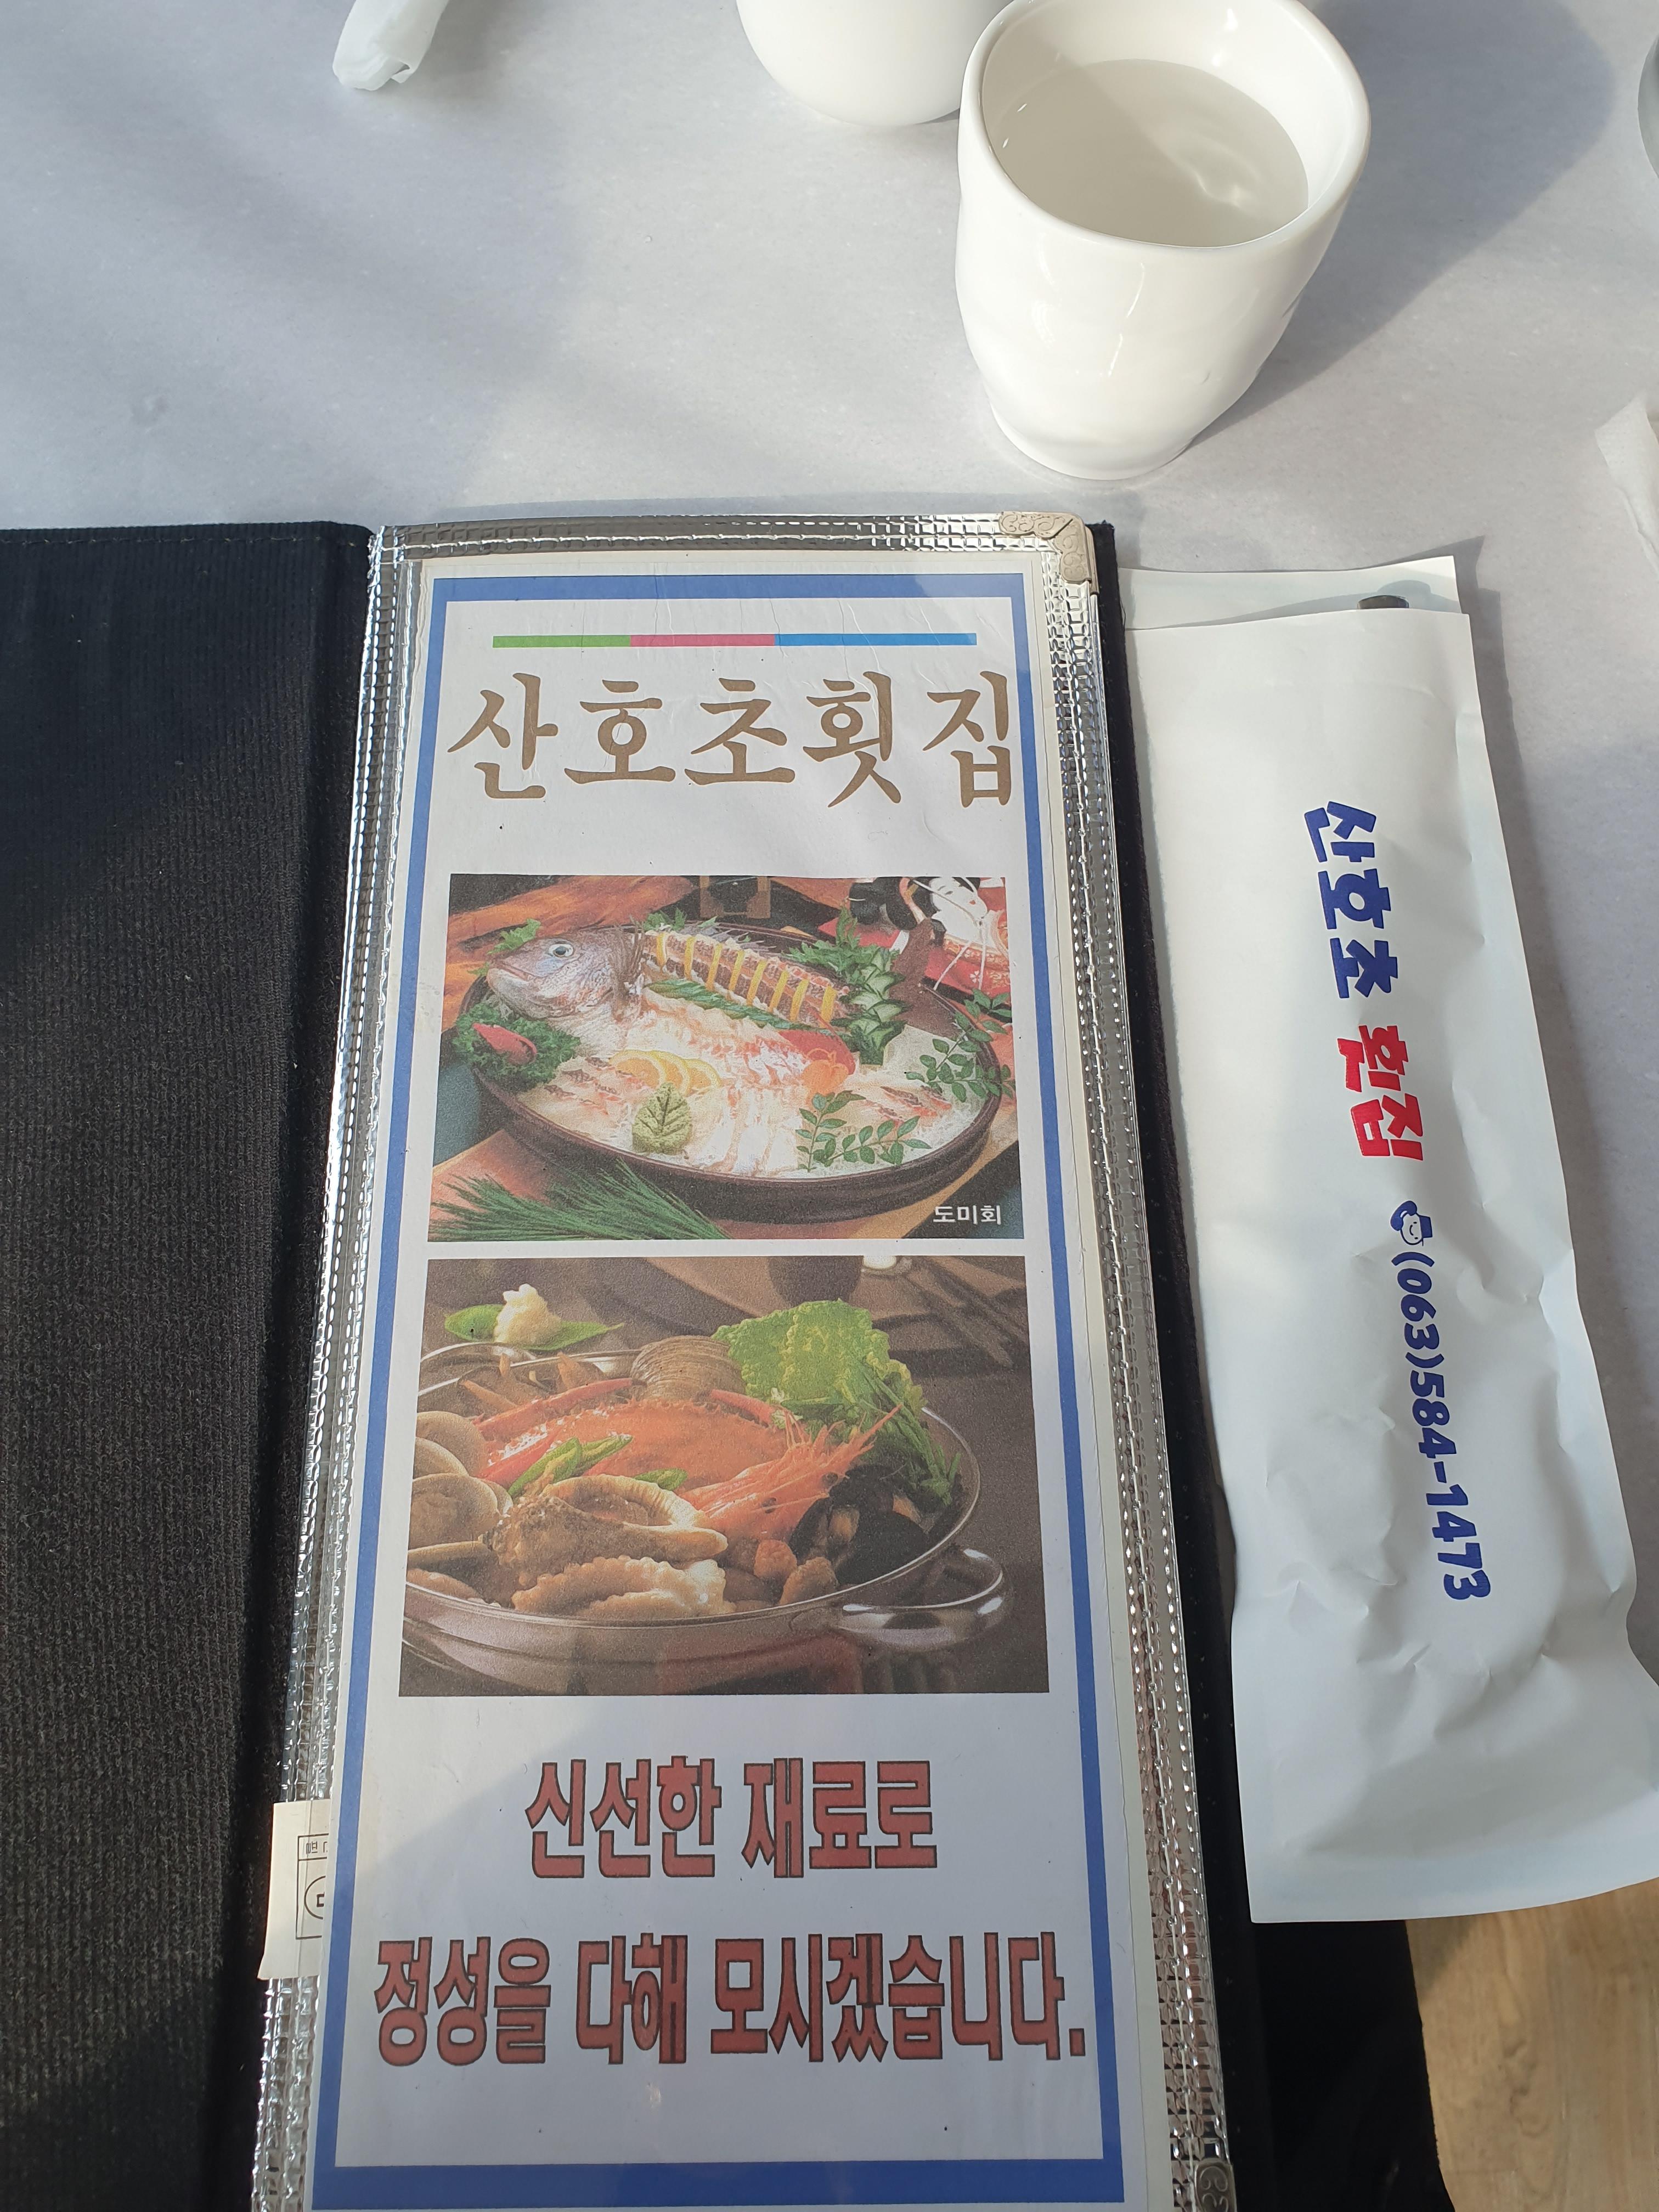 산호초횟집
도미회
신선한 재료로
정성을 다해 모시겠습니다.
산호초 횟집 (063)584-1473